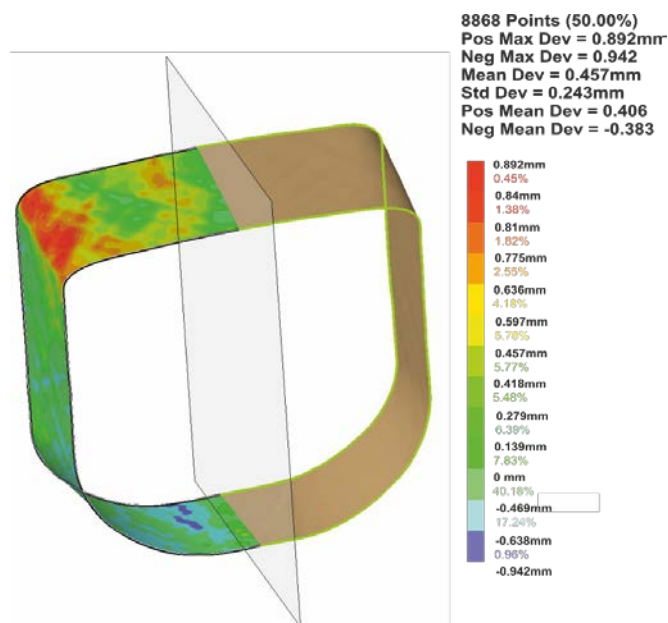 8868 Points (50.00%)
Pos Max Dev = 0.892mm
Neg Max Dev = 0.942
Mean Dev = 0.457mm
Std Dev = 0.243mm
Pos Mean Dev = 0.406
Neg Mean Dev = -0.383
0.892mm
0.45%
0.84mm
1.38%
0.81mm
1.82%
0.775mm
2.55%
0.636mm
4.18%
0.597mm
5.78%
0.457mm
5.77%
0.418mm
5.48%
0.279mm
6.39%
0.139mm
7.83%
0 mm
40.18%
-0.469mm
17.24%
-0.638mm
0.96%
-0.942mm